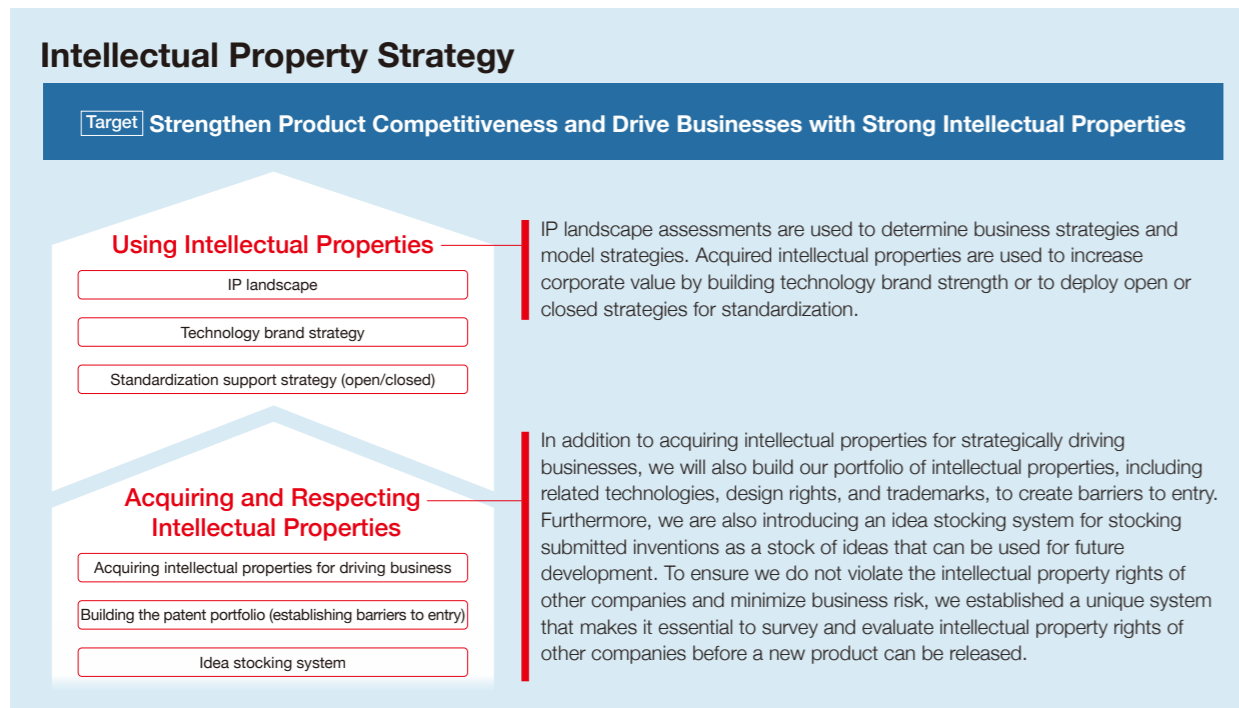 Intellectual Property Strategy
Target Strengthen Product Competitiveness and Drive Businesses with Strong Intellectual Properties
Using Intellectual Properties
IP landscape
Technology brand strategy
Standardization support strategy (open/closed)
IP landscape assessments are used to determine business strategies and
model strategies. Acquired intellectual properties are used to increase
corporate value by building technology brand strength or to deploy open or
closed strategies for standardization.
Acquiring and Respecting
Intellectual Properties
Acquiring intellectual properties for driving business
Building the patent portfolio (establishing barriers to entry)
Idea stocking system
In addition to acquiring intellectual properties for strategically driving
businesses, we will also build our portfolio of intellectual properties, including
related technologies, design rights, and trademarks, to create barriers to entry.
Furthermore, we are also introducing an idea stocking system for stocking
submitted inventions as a stock of ideas that can be used for future
development. To ensure we do not violate the intellectual property rights of
other companies and minimize business risk, we established a unique system
that makes it essential to survey and evaluate intellectual property rights of
other companies before a new product can be released.